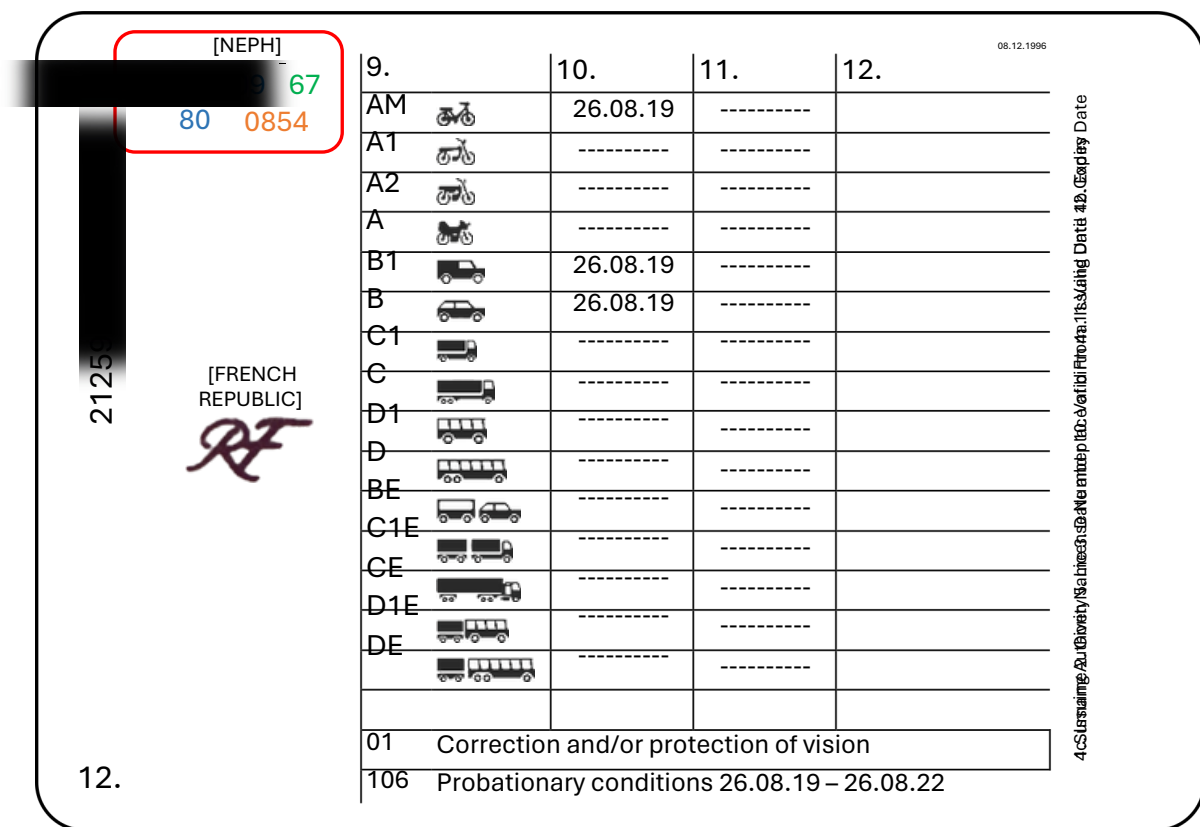 [NEPH]
9 67
80 0854
2125
[FRENCH
REPUBLIC]
RF
12.
08.12.1996
9. 10. 11. 12.
AM 26.08.19 ----------
A1 ---------- ----------
A2 ---------- ----------
A ---------- ----------
B1 26.08.19 ----------
B 26.08.19 ----------
C1 ---------- ----------
C ---------- ----------
D1 ---------- ----------
D ---------- ----------
BE ---------- ----------
C1E ---------- ----------
CE ---------- ----------
D1E ---------- ----------
DE ---------- ----------
01 Correction and/or protection of vision
106 Probationary conditions 26.08.19 – 26.08.22